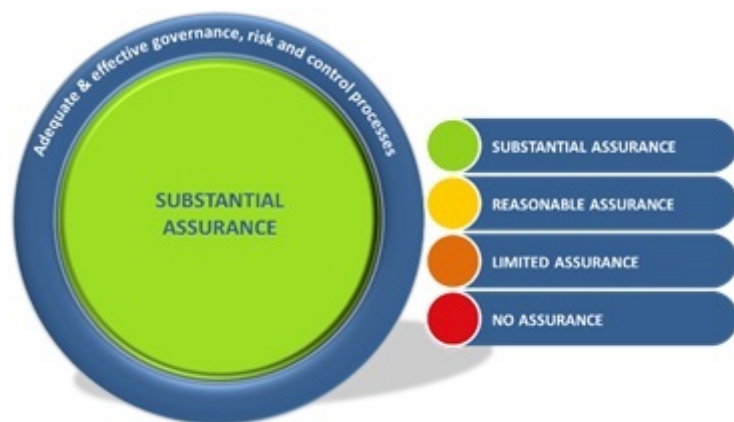 Adequate & effective governance, risk and control processes
SUBSTANTIAL
ASSURANCE
SUBSTANTIAL ASSURANCE
REASONABLE ASSURANCE
LIMITED ASSURANCE
NO ASSURANCE